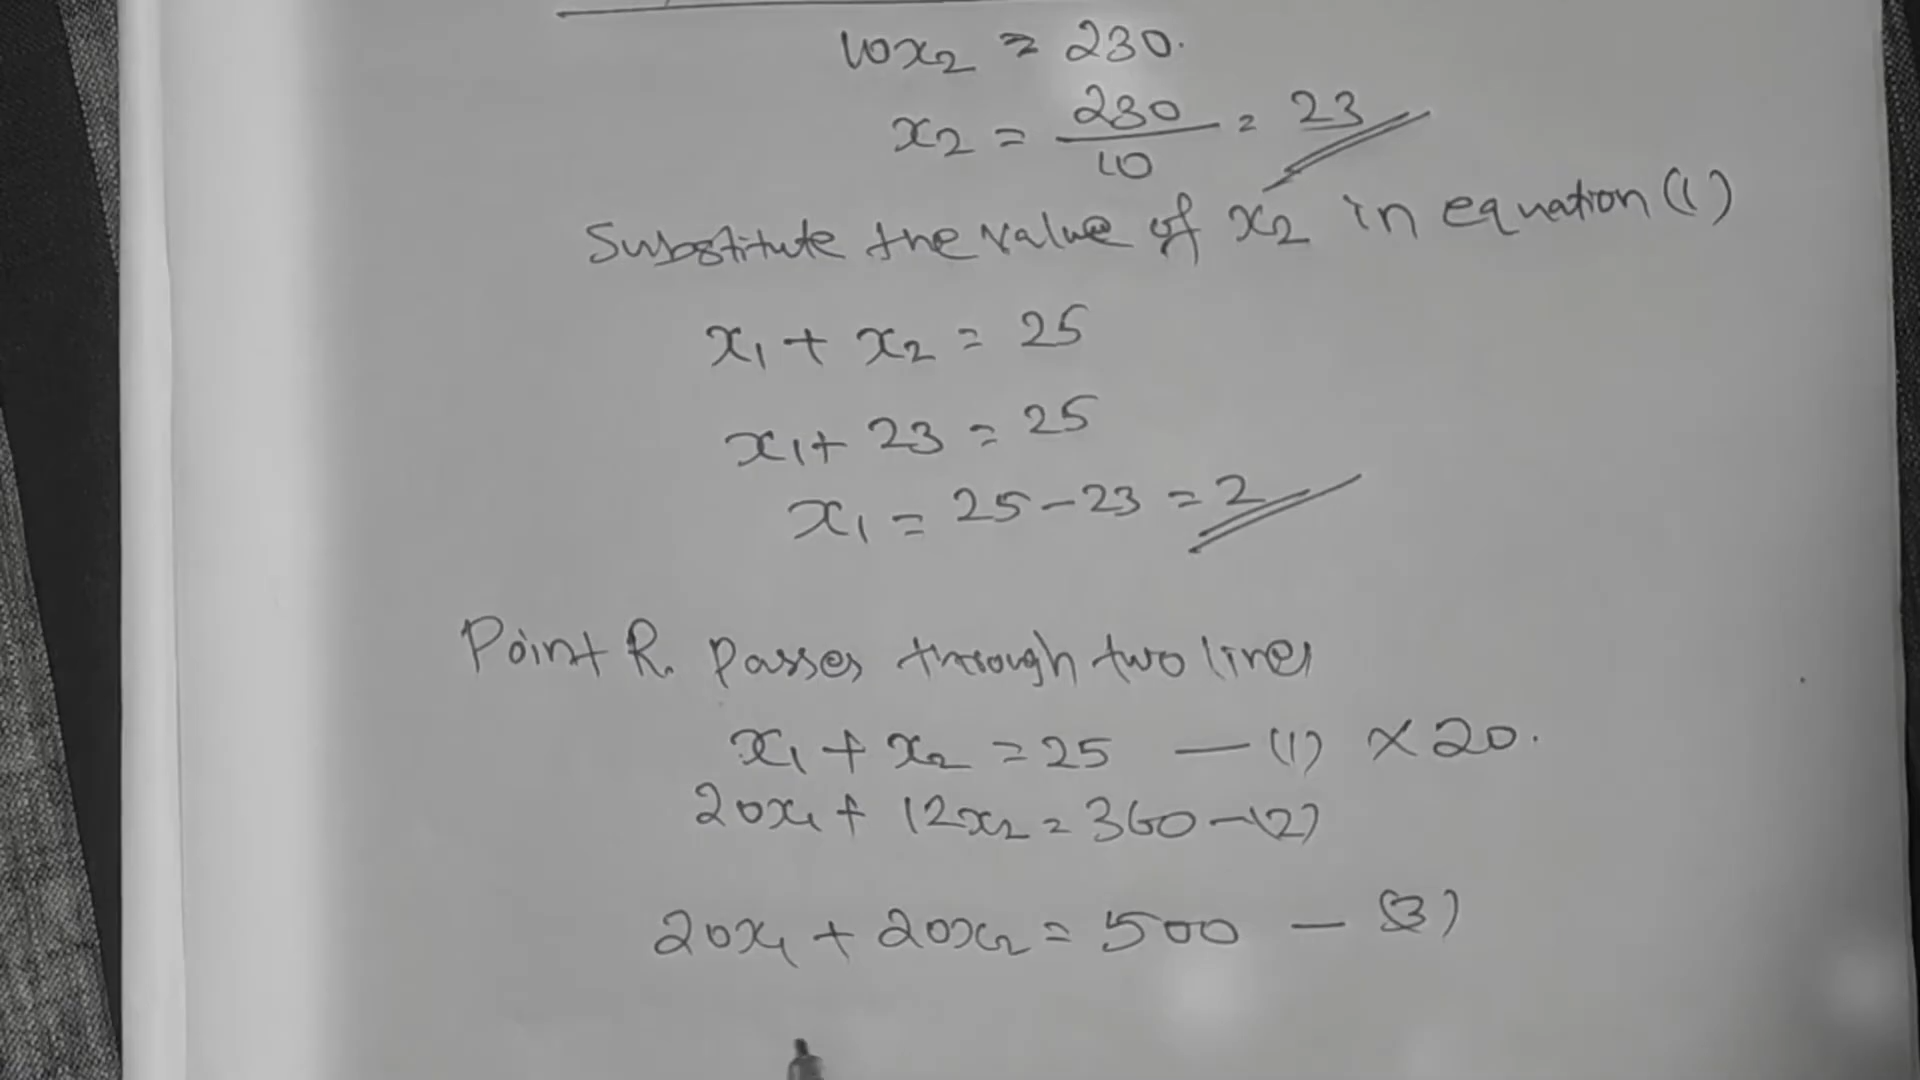 10x₂ = 230.
x₂ = 230/10 = 23
Substitute the value of x₂ in equation (1)
x₁ + x₂ = 25
x₁ + 23 = 25
x₁ = 25 - 23 = 2
Point R. Passes through two lines
x₁ + x₂ = 25 — (1) × 20.
20x₁ + 12x₂ = 360 — (2)
20x₁ + 20x₂ = 500 — (3)